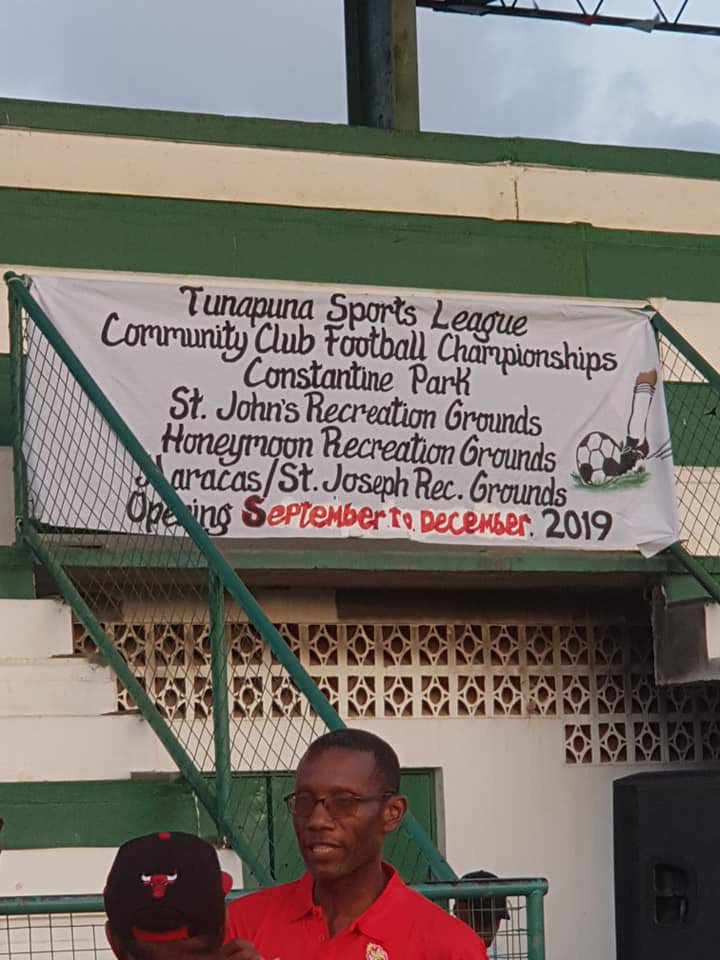 Tunapuna Sports League
Community Club Football Championships
Constantine Park
St. John's Recreation Grounds
Honeymoon Recreation Grounds
Maracas/St. Joseph Rec. Grounds
Opening September To December. 2019